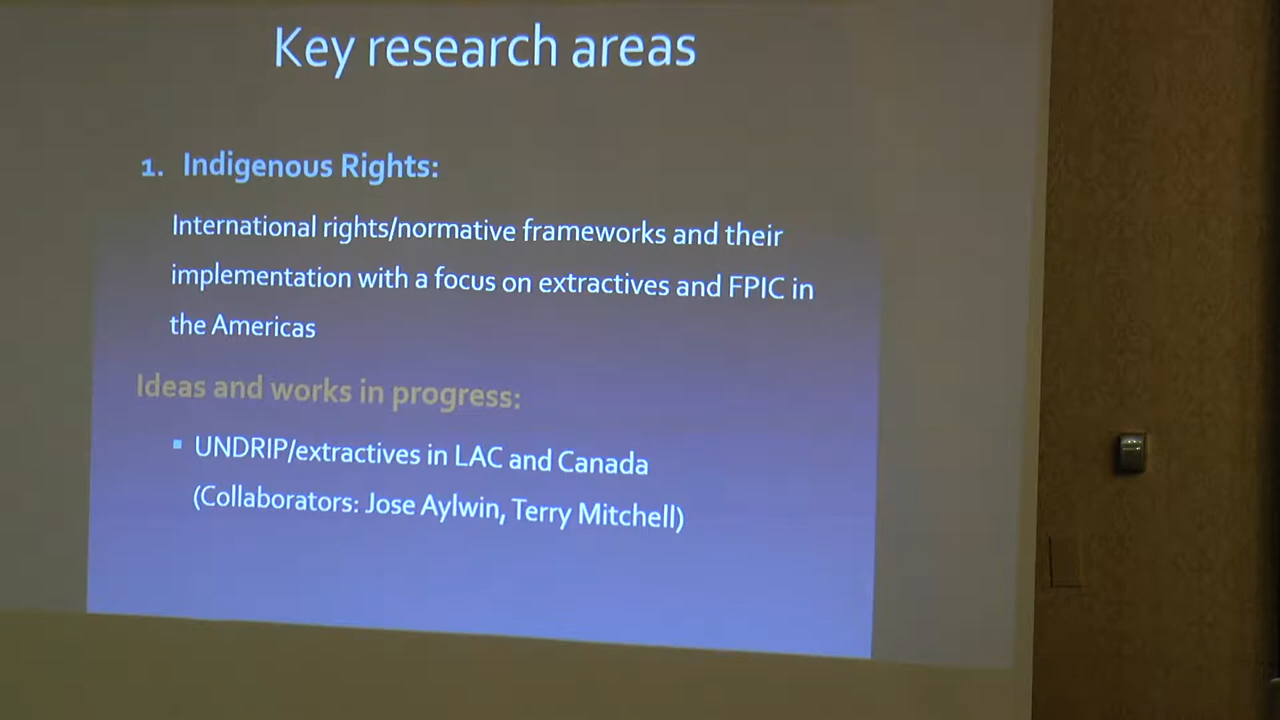 Key research areas
1. Indigenous Rights:
International rights/normative frameworks and their
implementation with a focus on extractives and FPIC in
the Americas
Ideas and works in progress:
▪ UNDRIP/extractives in LAC and Canada
(Collaborators: Jose Aylwin, Terry Mitchell)